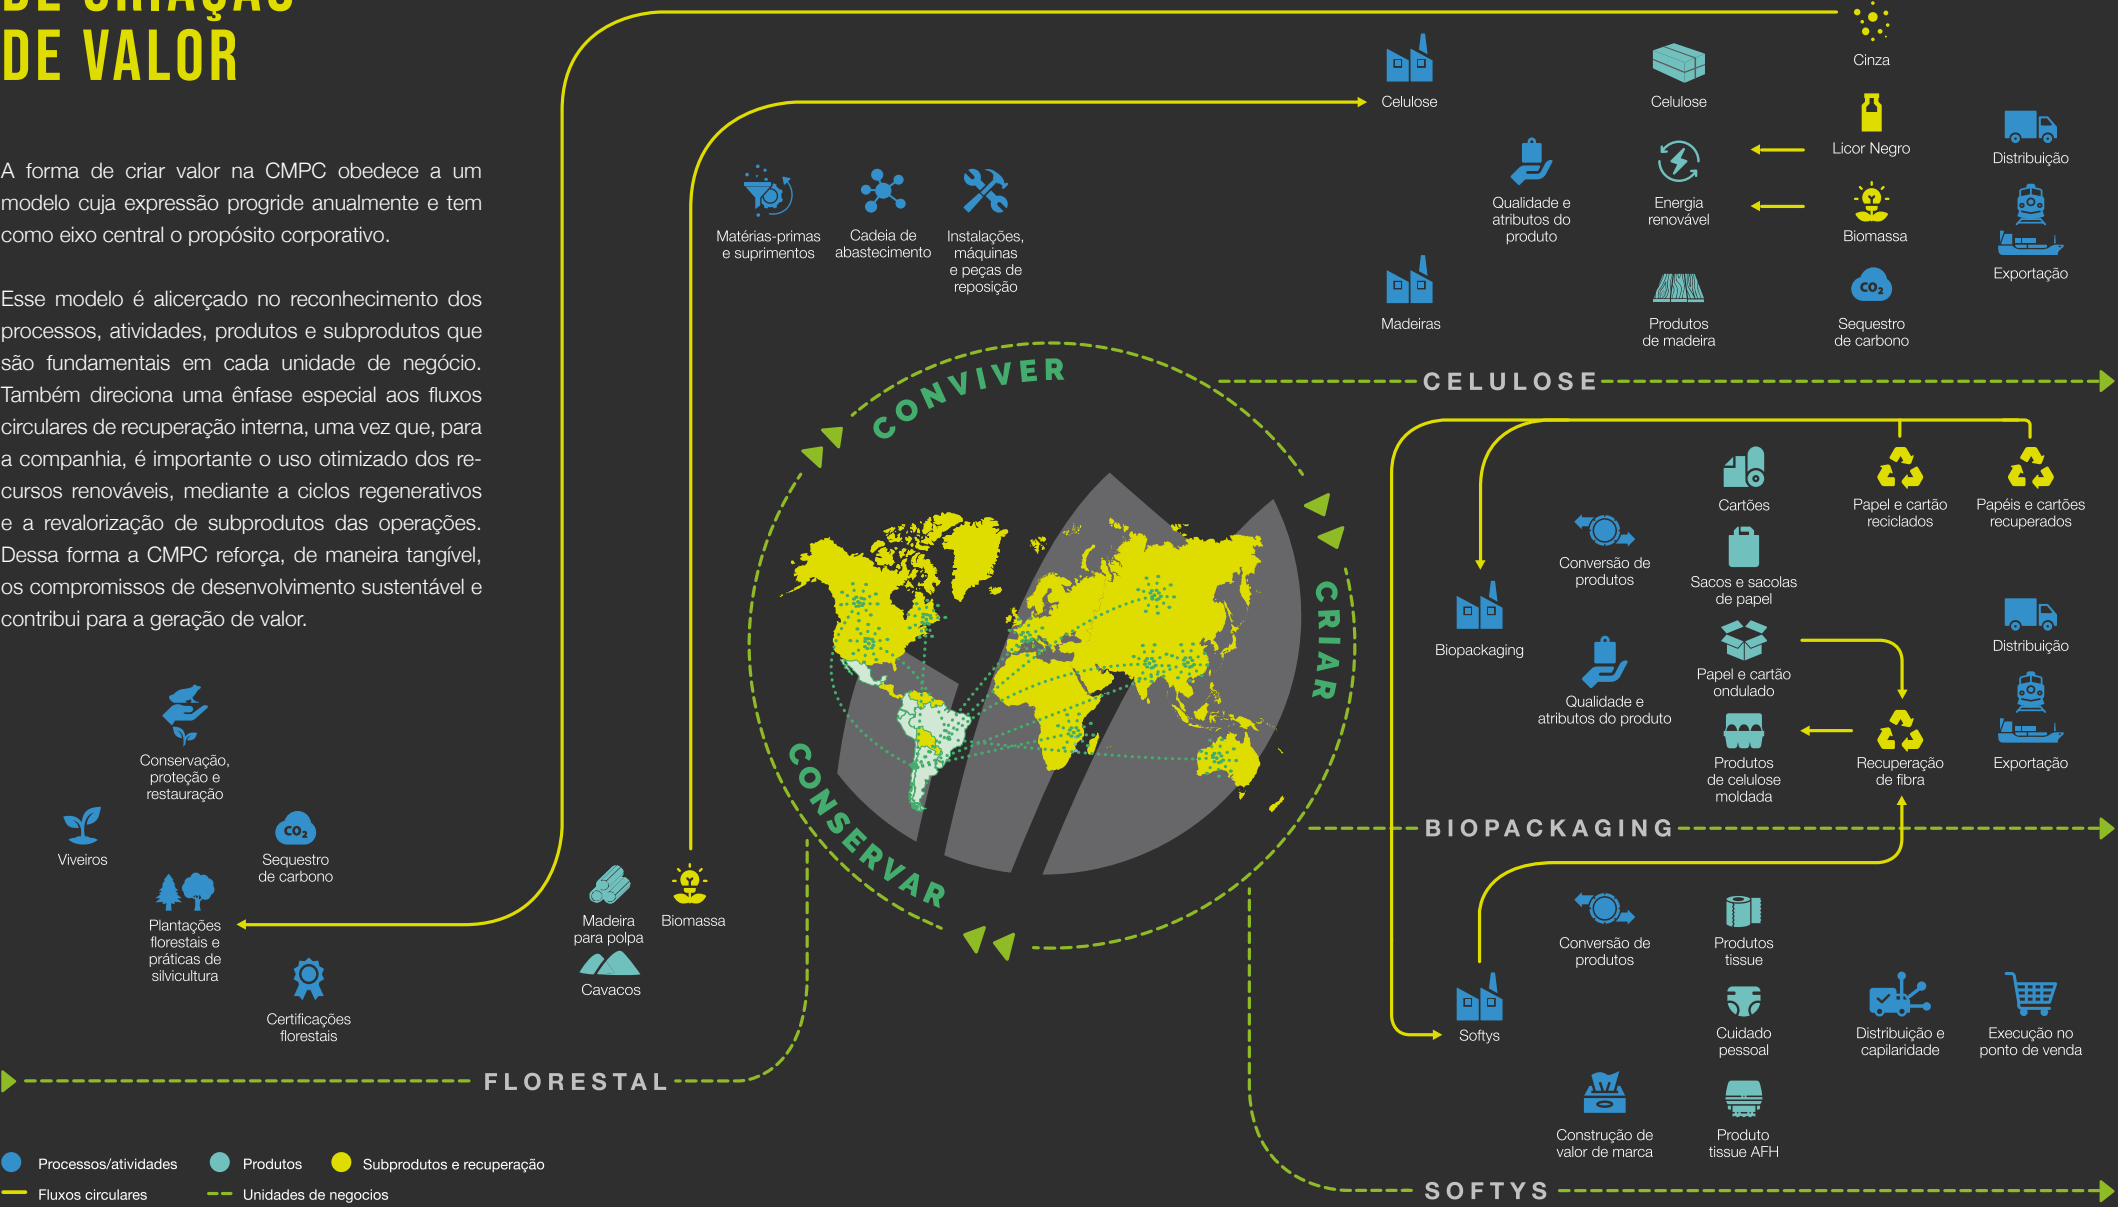 DE CRIAÇÃO
DE VALOR
A forma de criar valor na CMPC obedece a um
modelo cuja expressão progride anualmente e tem
como eixo central o propósito corporativo.
Esse modelo é alicerçado no reconhecimento dos
processos, atividades, produtos e subprodutos que
são fundamentais em cada unidade de negócio.
Também direciona uma ênfase especial aos fluxos
circulares de recuperação interna, uma vez que, para
a companhia, é importante o uso otimizado dos re-
cursos renováveis, mediante a ciclos regenerativos
e a revalorização de subprodutos das operações.
Dessa forma a CMPC reforça, de maneira tangível,
os compromissos de desenvolvimento sustentável e
contribui para a geração de valor.
Conservação,
proteção e
restauração
Viveiros
Sequestro
de carbono
CO₂
Plantações
florestais e
práticas de
silvicultura
Certificações
florestais
Madeira
para polpa
Cavacos
Biomassa
FLORESTAL
Matérias-primas
e suprimentos
Cadeia de
abastecimento
Instalações,
máquinas
e peças de
reposição
CONVIVER
CRIAR
CONSERVAR
Celulose
Madeiras
Qualidade e
atributos do
produto
Celulose
Energia
renovável
Produtos
de madeira
Cinza
Licor Negro
Biomassa
CO₂
Sequestro
de carbono
Distribuição
Exportação
CELULOSE
Biopackaging
Conversão de
produtos
Qualidade e
atributos do produto
Cartões
Sacos e sacolas
de papel
Papel e cartão
ondulado
Produtos
de celulose
moldada
Papel e cartão
reciclados
Papéis e cartões
recuperados
Recuperação
de fibra
Distribuição
Exportação
BIOPACKAGING
Softys
Conversão de
produtos
Construção de
valor de marca
Produtos
tissue
Cuidado
pessoal
Produto
tissue AFH
Distribuição e
capilaridade
Execução no
ponto de venda
SOFTYS
Processos/atividades
Produtos
Subprodutos e recuperação
Fluxos circulares
Unidades de negocios